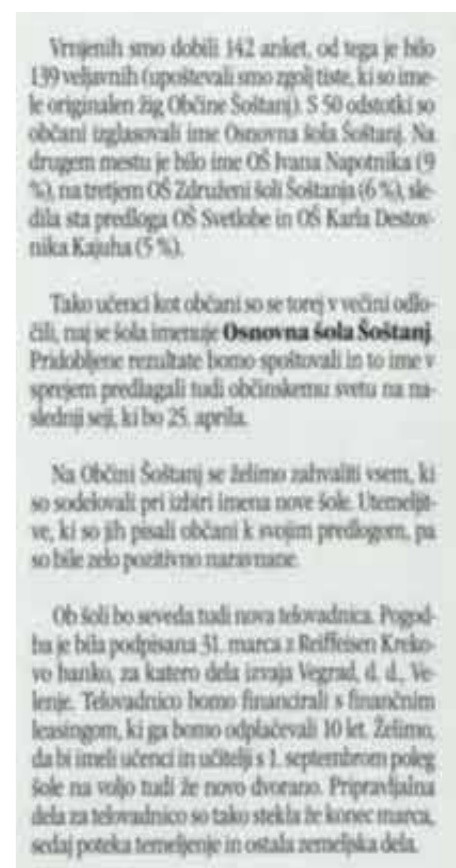 Vrnjenih smo dobili 142 anket, od tega je bilo
139 veljavnih (upoštevali smo zgolj tiste, ki so ime-
le originalen žig Občine Šoštanj). S 50 odstotki so
občani izglasovali ime Osnovna šola Šoštanj. Na
drugem mestu je bilo ime OŠ Ivana Napotnika (9
%), na tretjem OŠ Združeni šoli Šoštanja (6 %), sle-
dila sta predloga OŠ Svetlobe in OŠ Karla Destov-
nika Kajuha (5 %).
Tako učenci kot občani so se torej v večini odlo-
čili, naj se šola imenuje Osnovna šola Šoštanj.
Pridobljene rezultate bomo spoštovali in to ime v
sprejem predlagali tudi občinskemu svetu na na-
slednji seji, ki bo 25. aprila.
Na Občini Šoštanj se želimo zahvaliti vsem, ki
so sodelovali pri izbiri imena nove šole. Utemeljit-
ve, ki so jih pisali občani k svojim predlogom, pa
so bile zelo pozitivno naravnane.
Ob šoli bo seveda tudi nova telovadnica. Pogod-
ba je bila podpisana 31. marca z Reiffeisen Kreko-
vo banko, za katero dela izvaja Vegrad, d. d., Ve-
lenje. Telovadnico bomo financirali s finančnim
leasingom, ki ga bomo odplačevali 10 let. Želimo,
da bi imeli učenci in učitelji s 1. septembrom poleg
šole na voljo tudi že novo dvorano. Pripravljalna
dela za telovadnico so tako stekla že konec marca,
sedaj poteka temeljenje in ostala zemeljska dela.